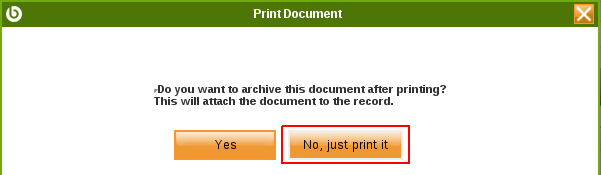 Print Document
Do you want to archive this document after printing?
This will attach the document to the record.
Yes
No, just print it